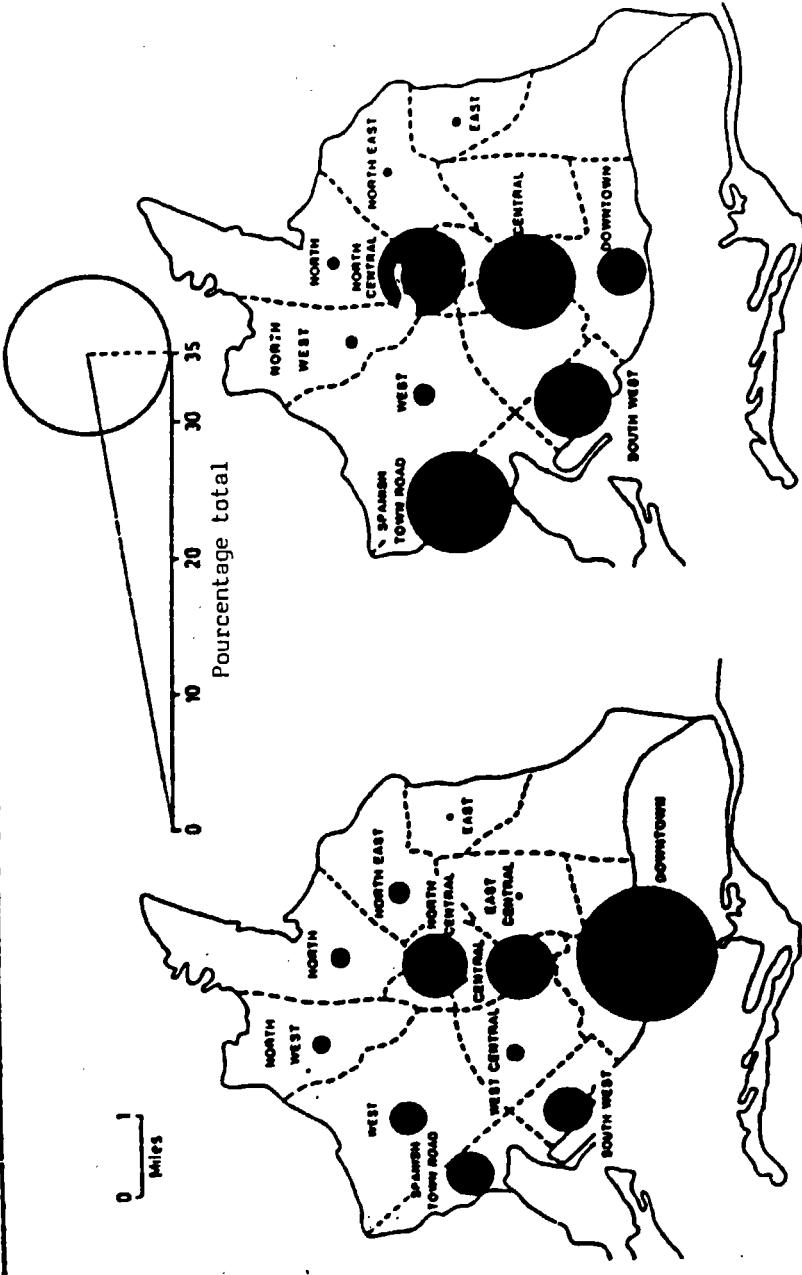 0 1
Miles
0 10 20 30 35
Pourcentage total
NORTH
WEST
NORTH
NORTH EAST
WEST
NORTH
CENTRAL
EAST
SPANISH
TOWN ROAD
WEST CENTRAL
CENTRAL
EAST
CENTRAL
SOUTH WEST
DOWNTOWN
NORTH
WEST
NORTH
NORTH EAST
NORTH
CENTRAL
WEST
EAST
SPANISH
TOWN ROAD
CENTRAL
SOUTH WEST
DOWNTOWN